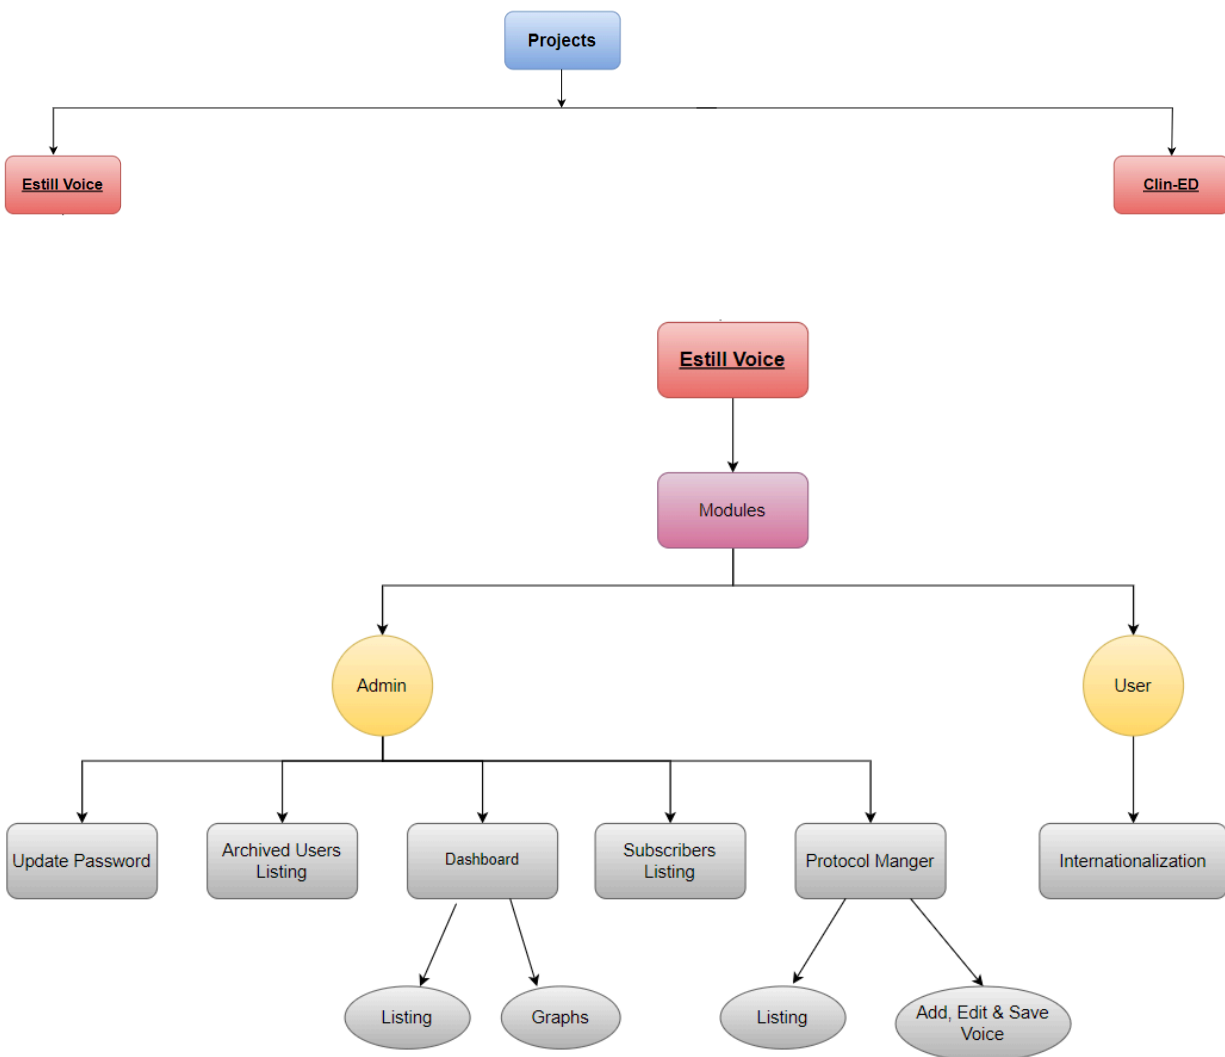 Projects
Estill Voice
Clin-ED
Estill Voice
Modules
Admin
User
Update Password
Archived Users
Listing
Dashboard
Subscribers
Listing
Protocol Manger
Internationalization
Listing
Graphs
Listing
Add, Edit & Save
Voice